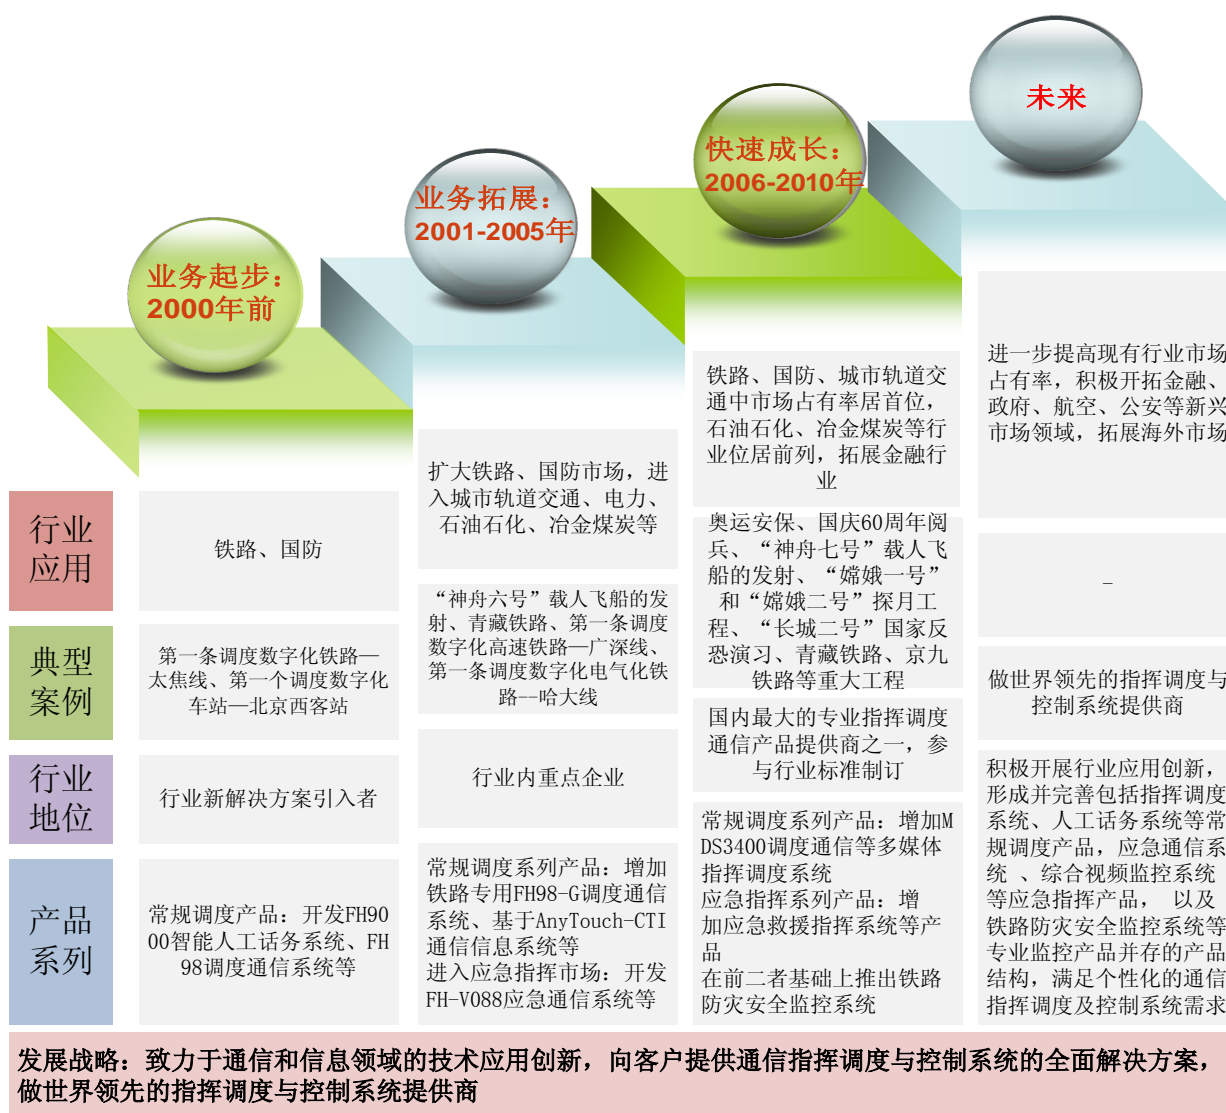 未来
快速成长：
2006-2010年
业务拓展：
2001-2005年
业务起步：
2000年前
行业
应用
铁路、国防
扩大铁路、国防市场，进
入城市轨道交通、电力、
石油石化、冶金煤炭等
铁路、国防、城市轨道交
通中市场占有率居首位，
石油石化、冶金煤炭等行
业位居前列，拓展金融行
业
进一步提高现有行业市场
占有率，积极开拓金融、
政府、航空、公安等新兴
市场领域，拓展海外市场
典型
案例
第一条调度数字化铁路—
太焦线、第一个调度数字化
车站—北京西客站
“神舟六号”载人飞船的发
射、青藏铁路、第一条调度
数字化高速铁路—广深线、
第一条调度数字化电气化铁
路--哈大线
奥运安保、国庆60周年阅
兵、“神舟七号”载人飞
船的发射、“嫦娥一号”
和“嫦娥二号”探月工
程、“长城二号”国家反
恐演习、青藏铁路、京九
铁路等重大工程
–
行业
地位
行业新解决方案引入者
行业内重点企业
国内最大的专业指挥调度
通信产品提供商之一，参
与行业标准制订
做世界领先的指挥调度与
控制系统提供商
产品
系列
常规调度产品：开发FH90
00智能人工话务系统、FH
98调度通信系统等
常规调度系列产品：增加
铁路专用FH98-G调度通信
系统、基于AnyTouch-CTI
通信信息系统等
进入应急指挥市场：开发
FH-V088应急通信系统等
常规调度系列产品：增加M
DS3400调度通信等多媒体
指挥调度系统
应急指挥系列产品：增
加应急救援指挥系统等产
品
在前二者基础上推出铁路
防灾安全监控系统
积极开展行业应用创新，
形成并完善包括指挥调度
系统、人工话务系统等常
规调度产品，应急通信系
统 、综合视频监控系统
等应急指挥产品， 以及
铁路防灾安全监控系统等
专业监控产品并存的产品
结构，满足个性化的通信
指挥调度及控制系统需求
发展战略：致力于通信和信息领域的技术应用创新，向客户提供通信指挥调度与控制系统的全面解决方案，
做世界领先的指挥调度与控制系统提供商